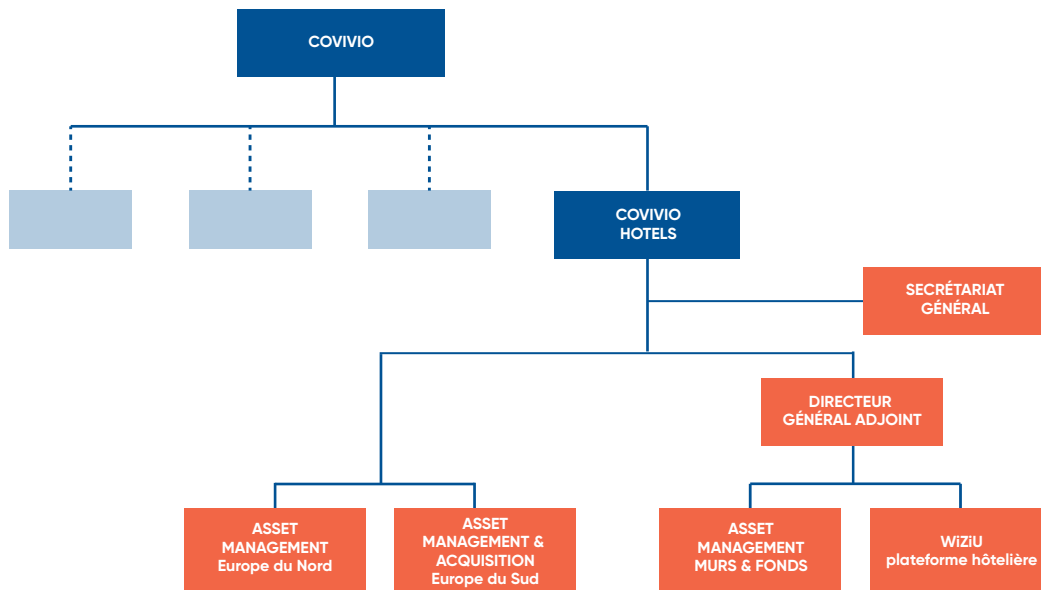 COVIVIO
COVIVIO
HOTELS
SECRÉTARIAT
GÉNÉRAL
DIRECTEUR
GÉNÉRAL ADJOINT
ASSET
MANAGEMENT
Europe du Nord
ASSET
MANAGEMENT &
ACQUISITION
Europe du Sud
ASSET
MANAGEMENT
MURS & FONDS
WiZiU
plateforme hôtelière